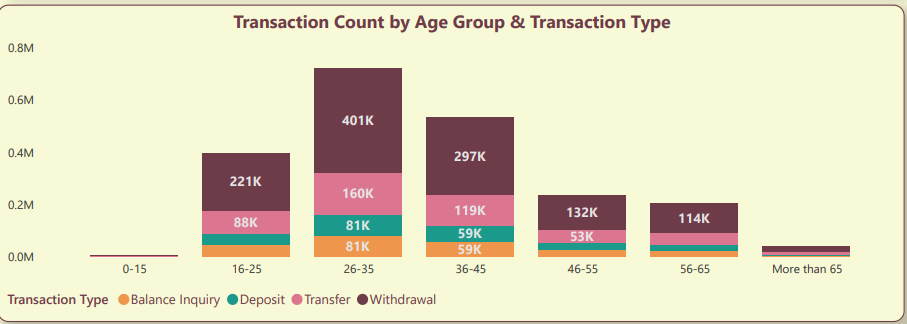 Transaction Count by Age Group & Transaction Type
0.8M
0.6M
0.4M
0.2M
0.0M
221K
88K
401K
160K
81K
81K
297K
119K
59K
59K
132K
53K
114K
0-15 16-25 26-35 36-45 46-55 56-65 More than 65
Transaction Type Balance Inquiry Deposit Transfer Withdrawal